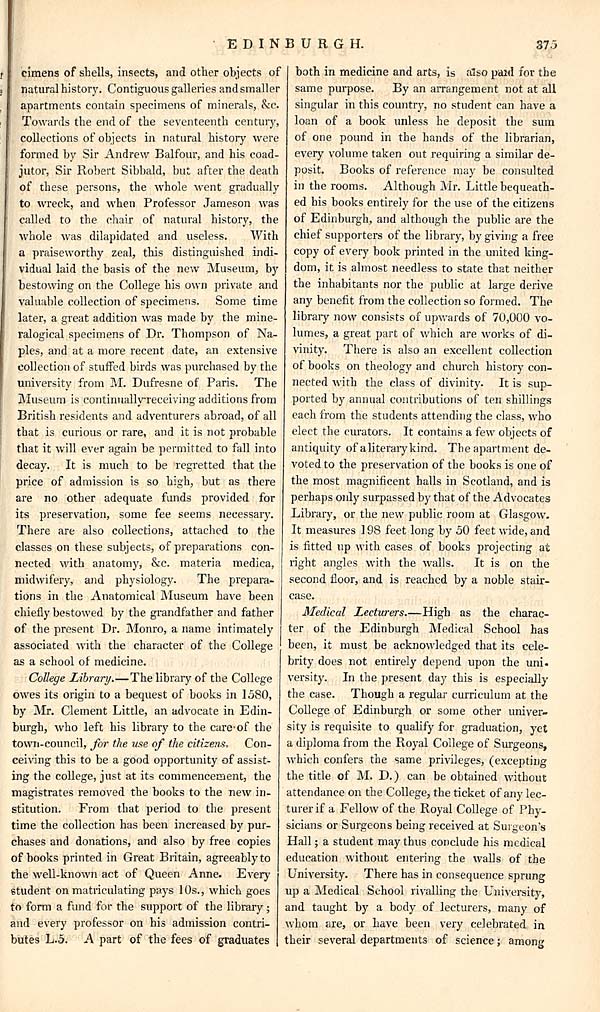 EDINBURGH.
375
cimens of shells, insects, and other objects of
natural history. Contiguous galleries and smaller
apartments contain specimens of minerals, &c.
Towards the end of the seventeenth century,
collections of objects in natural history were
formed by Sir Andrew Balfour, and his coad-
jutor, Sir Robert Sibbald, but after the death
of these persons, the whole went gradually
to wreck, and when Professor Jameson was
called to the chair of natural history, the
whole was dilapidated and useless. With
a praiseworthy zeal, this distinguished indi-
vidual laid the basis of the new Museum, by
bestowing on the College his own private and
valuable collection of specimens. Some time
later, a great addition was made by the mine-
ralogical specimens of Dr. Thompson of Na-
ples, and at a more recent date, an extensive
collection of stuffed birds was purchased by the
university from M. Dufresne of Paris. The
Museum is continually receiving additions from
British residents and adventurers abroad, of all
that is curious or rare, and it is not probable
that it will ever again be permitted to fall into
decay. It is much to be regretted that the
price of admission is so high, but as there
are no other adequate funds provided for
its preservation, some fee seems necessary.
There are also collections, attached to the
classes on these subjects, of preparations con-
nected with anatomy, &c. materia medica,
midwifery, and physiology. The prepara-
tions in the Anatomical Museum have been
chiefly bestowed by the grandfather and father
of the present Dr. Monro, a name intimately
associated with the character of the College
as a school of medicine.
College Library.—The library of the College
owes its origin to a bequest of books in 1580,
by Mr. Clement Little, an advocate in Edin-
burgh, who left his library to the care of the
town-council, for the use of the citizens. Con-
ceiving this to be a good opportunity of assist-
ing the college, just at its commencement, the
magistrates removed the books to the new in-
stitution. From that period to the present
time the collection has been increased by pur-
chases and donations, and also by free copies
of books printed in Great Britain, agreeably to
the well-known act of Queen Anne. Every
student on matriculating pays 10s., which goes
to form a fund for the support of the library;
and every professor on his admission contri-
butes L.5. A part of the fees of graduates
both in medicine and arts, is also paid for the
same purpose. By an arrangement not at all
singular in this country, no student can have a
loan of a book unless he deposit the sum
of one pound in the hands of the librarian,
every volume taken out requiring a similar de-
posit. Books of reference may be consulted
in the rooms. Although Mr. Little bequeath-
ed his books entirely for the use of the citizens
of Edinburgh, and although the public are the
chief supporters of the library, by giving a free
copy of every book printed in the united king-
dom, it is almost needless to state that neither
the inhabitants nor the public at large derive
any benefit from the collection so formed. The
library now consists of upwards of 70,000 vo-
lumes, a great part of which are works of di-
vinity. There is also an excellent collection
of books on theology and church history con-
nected with the class of divinity. It is sup-
ported by annual contributions of ten shillings
each from the students attending the class, who
elect the curators. It contains a few objects of
antiquity of a literary kind. The apartment de-
voted to the preservation of the books is one of
the most magnificent halls in Scotland, and is
perhaps only surpassed by that of the Advocates
Library, or the new public room at Glasgow.
It measures 198 feet long by 50 feet wide, and
is fitted up with cases of books projecting at
right angles with the walls. It is on the
second floor, and is reached by a noble stair-
case.
Medical Lecturers.—High as the charac-
ter of the Edinburgh Medical School has
been, it must be acknowledged that its cele-
brity does not entirely depend upon the uni-
versity. In the present day this is especially
the case. Though a regular curriculum at the
College of Edinburgh or some other univer-
sity is requisite to qualify for graduation, yet
a diploma from the Royal College of Surgeons,
which confers the same privileges, (excepting
the title of M. D.) can be obtained without
attendance on the College, the ticket of any lec-
turer if a Fellow of the Royal College of Phy-
sicians or Surgeons being received at Surgeon's
Hall; a student may thus conclude his medical
education without entering the walls of the
University. There has in consequence sprung
up a Medical School rivalling the University,
and taught by a body of lecturers, many of
whom are, or have been very celebrated in
their several departments of science; among